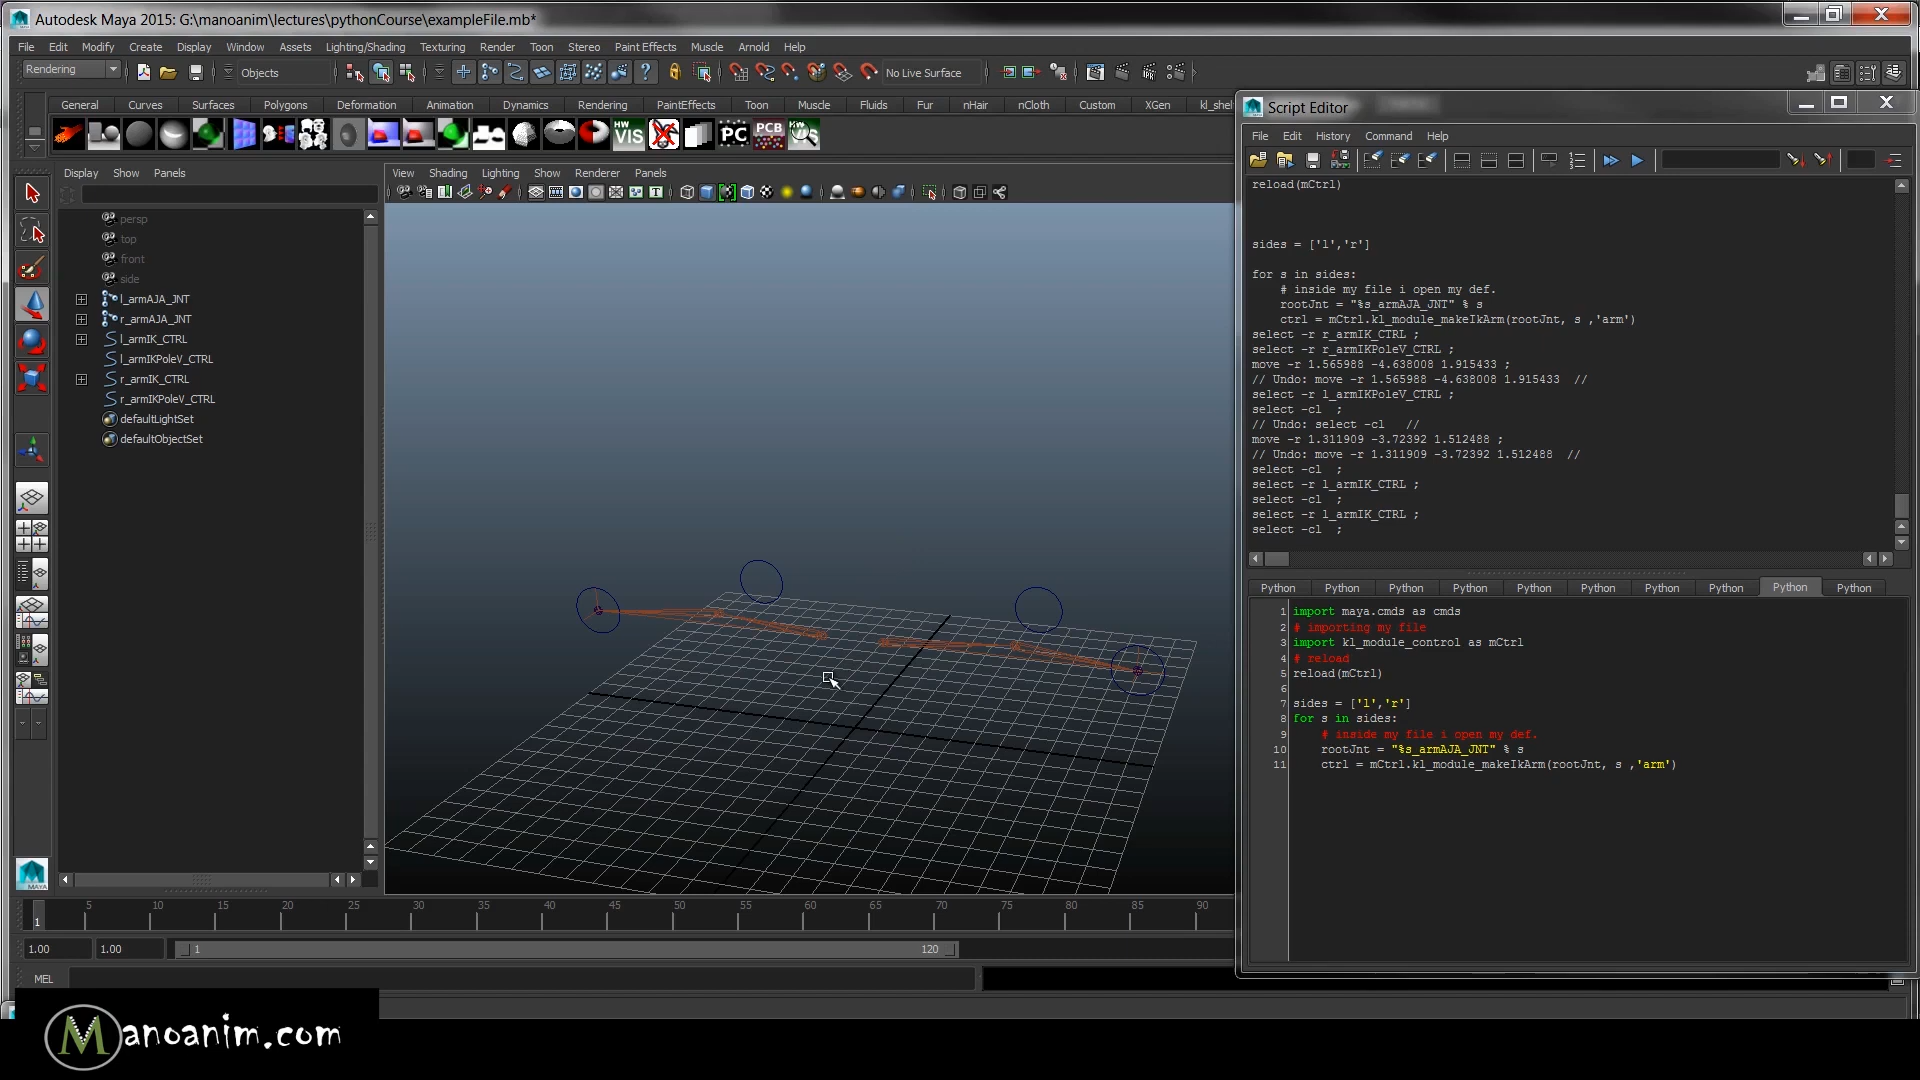 Autodesk Maya 2015: G:\manoanim\lectures\pythonCourse\exampleFile.mb*
File Edit Modify Create Display Window Assets Lighting/Shading Texturing Render Toon Stereo Paint Effects Muscle Arnold Help
Rendering
Objects
No Live Surface
General Curves Surfaces Polygons Deformation Animation Dynamics Rendering PaintEffects Toon Muscle Fluids Fur nHair nCloth Custom XGen kl_shel
HW VIS
PC
PCB
Display Show Panels
View Shading Lighting Show Renderer Panels
persp
top
front
side
l_armAJA_JNT
r_armAJA_JNT
l_armIK_CTRL
l_armIKPoleV_CTRL
r_armIK_CTRL
r_armIKPoleV_CTRL
defaultLightSet
defaultObjectSet
MAYA
1 5 10 15 20 25 30 35 40 45 50 55 60 65 70 75 80 85 90
1.00 1.00 1 120
MEL
Manoanim.com
Script Editor
File Edit History Command Help
reload(mCtrl)
sides = ['l','r']
for s in sides:
# inside my file i open my def.
rootJnt = "%s_armAJA_JNT" % s
ctrl = mCtrl.kl_module_makeIkArm(rootJnt, s ,'arm')
select -r r_armIK_CTRL ;
select -r r_armIKPoleV_CTRL ;
move -r 1.565988 -4.638008 1.915433 ;
// Undo: move -r 1.565988 -4.638008 1.915433 //
select -r l_armIKPoleV_CTRL ;
select -cl ;
// Undo: select -cl //
move -r 1.311909 -3.72392 1.512488 ;
// Undo: move -r 1.311909 -3.72392 1.512488 //
select -cl ;
select -r l_armIK_CTRL ;
select -cl ;
select -r l_armIK_CTRL ;
select -cl ;
Python Python Python Python Python Python Python Python Python Python
1 import maya.cmds as cmds
2 # importing my file
3 import kl_module_control as mCtrl
4 # reload
5 reload(mCtrl)
6
7 sides = ['l','r']
8 for s in sides:
9 # inside my file i open my def.
10 rootJnt = "%s_armAJA_JNT" % s
11 ctrl = mCtrl.kl_module_makeIkArm(rootJnt, s ,'arm')